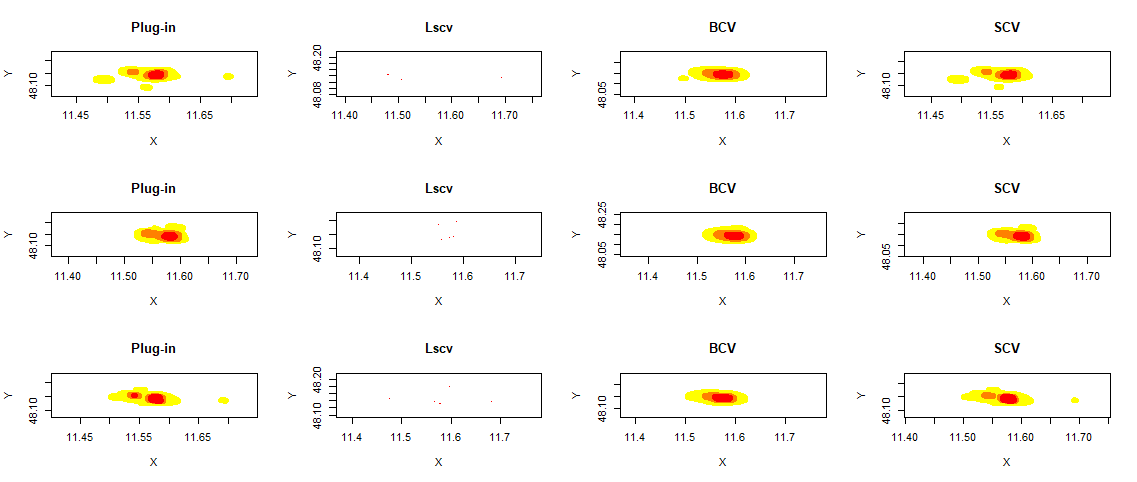 Plug-in Lscv BCV SCV
Y 48.10 Y 48.08 48.20 Y 48.05 Y 48.10
11.45 11.55 11.65 11.40 11.50 11.60 11.70 11.4 11.5 11.6 11.7 11.45 11.55 11.65
X X X X
Plug-in Lscv BCV SCV
Y 48.10 Y 48.10 Y 48.05 48.25 Y 48.05
11.40 11.50 11.60 11.70 11.4 11.5 11.6 11.7 11.4 11.5 11.6 11.7 11.40 11.50 11.60 11.70
X X X X
Plug-in Lscv BCV SCV
Y 48.10 Y 48.10 48.20 Y 48.10 Y 48.10
11.45 11.55 11.65 11.4 11.5 11.6 11.7 11.4 11.5 11.6 11.7 11.40 11.50 11.60 11.70
X X X X